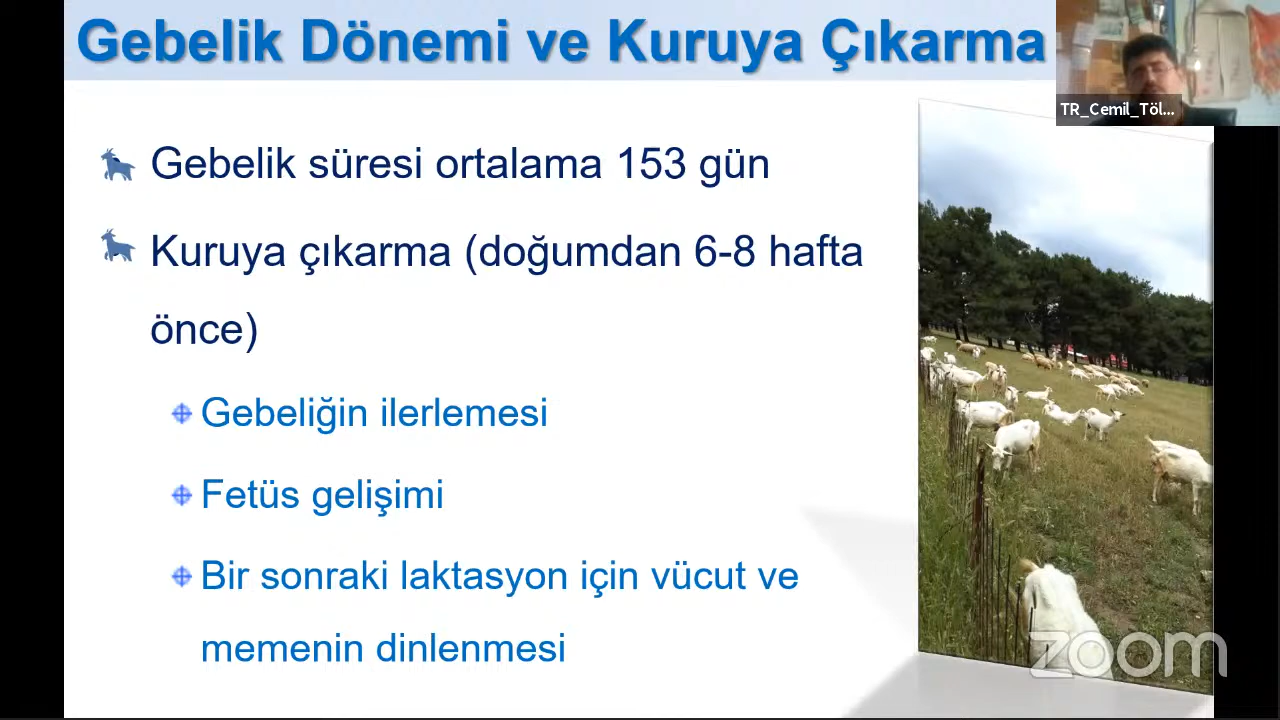 Gebelik Dönemi ve Kuruya Çıkarma
TR_Cemil_Töl...
Gebelik süresi ortalama 153 gün
Kuruya çıkarma (doğumdan 6-8 hafta
önce)
Gebeliğin ilerlemesi
Fetüs gelişimi
Bir sonraki laktasyon için vücut ve
memenin dinlenmesi
zoom